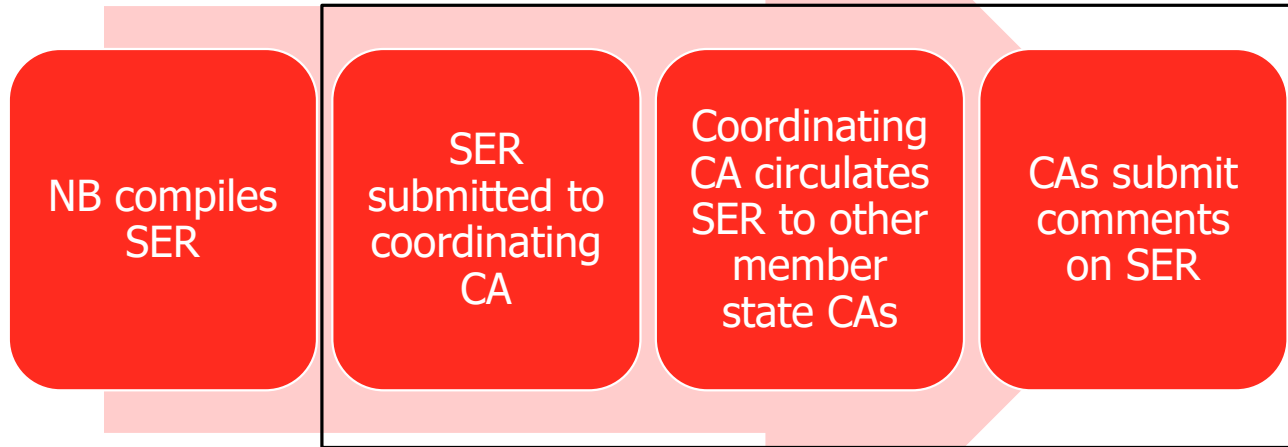 NB compiles
SER
SER
submitted to
coordinating
CA
Coordinating
CA circulates
SER to other
member
state CAs
CAs submit
comments
on SER